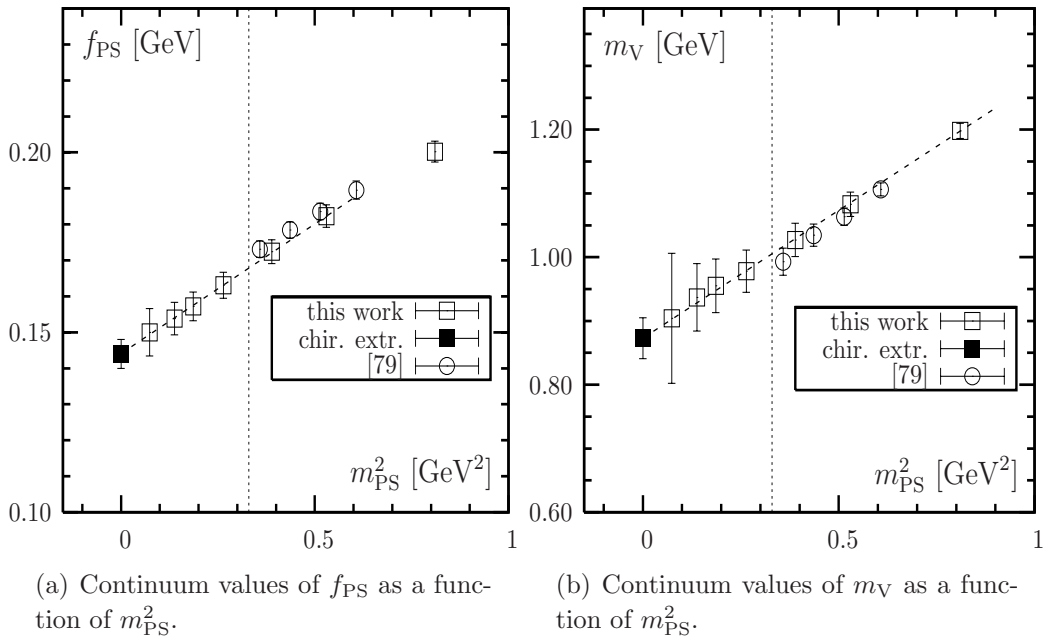 f_PS [GeV]
0.20
0.15
0.10
this work
chir. extr.
[79]
m²_PS [GeV²]
0 0.5 1
(a) Continuum values of f_PS as a func-
tion of m²_PS.
m_V [GeV]
1.20
1.00
0.80
0.60
this work
chir. extr.
[79]
m²_PS [GeV²]
0 0.5 1
(b) Continuum values of m_V as a func-
tion of m²_PS.